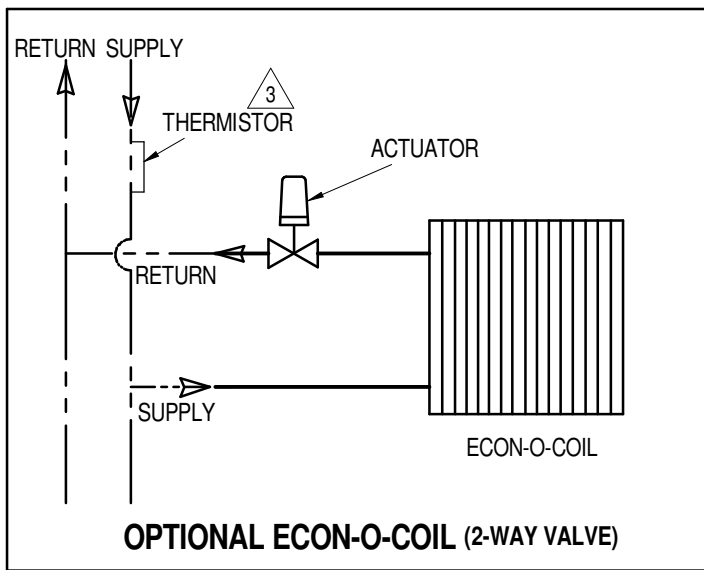 RETURN SUPPLY
3
THERMISTOR
ACTUATOR
RETURN
SUPPLY
ECON-O-COIL
OPTIONAL ECON-O-COIL (2-WAY VALVE)